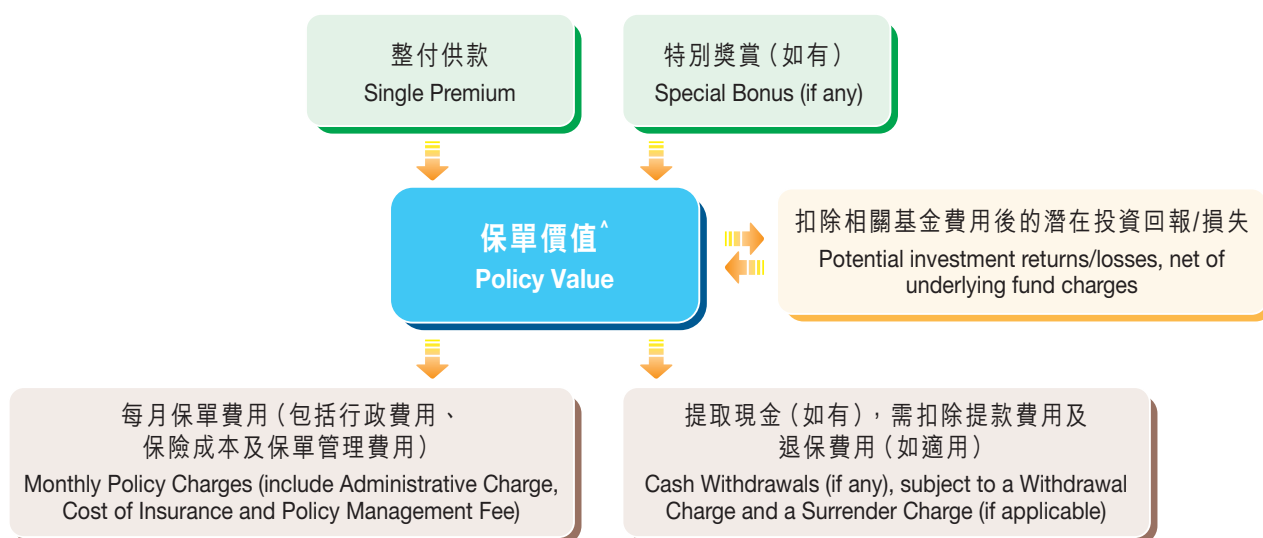 整付供款
Single Premium
特別獎賞（如有）
Special Bonus (if any)
保單價值^
Policy Value
扣除相關基金費用後的潛在投資回報/損失
Potential investment returns/losses, net of
underlying fund charges
每月保單費用（包括行政費用、
保險成本及保單管理費用）
Monthly Policy Charges (include Administrative Charge,
Cost of Insurance and Policy Management Fee)
提取現金（如有），需扣除提款費用及
退保費用（如適用）
Cash Withdrawals (if any), subject to a Withdrawal
Charge and a Surrender Charge (if applicable)